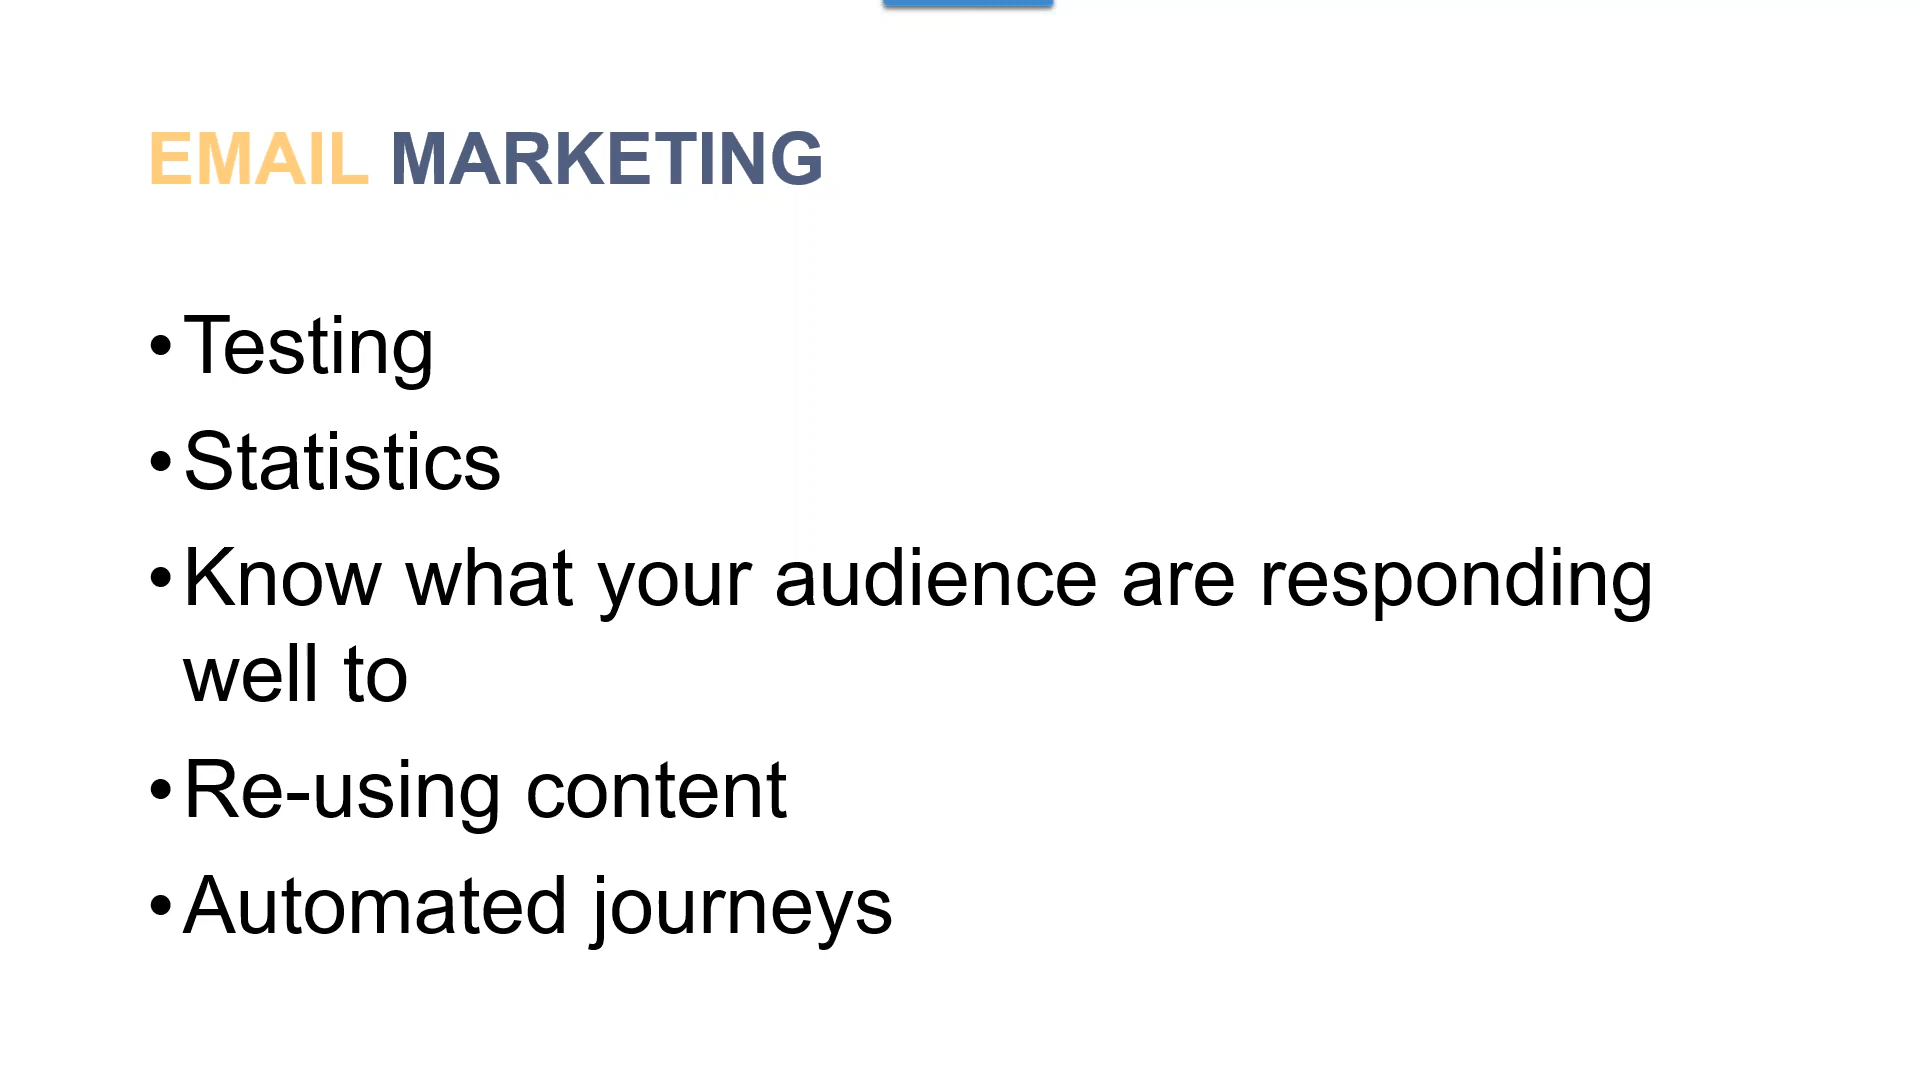 EMAIL MARKETING
•Testing
•Statistics
•Know what your audience are responding
well to
•Re-using content
•Automated journeys